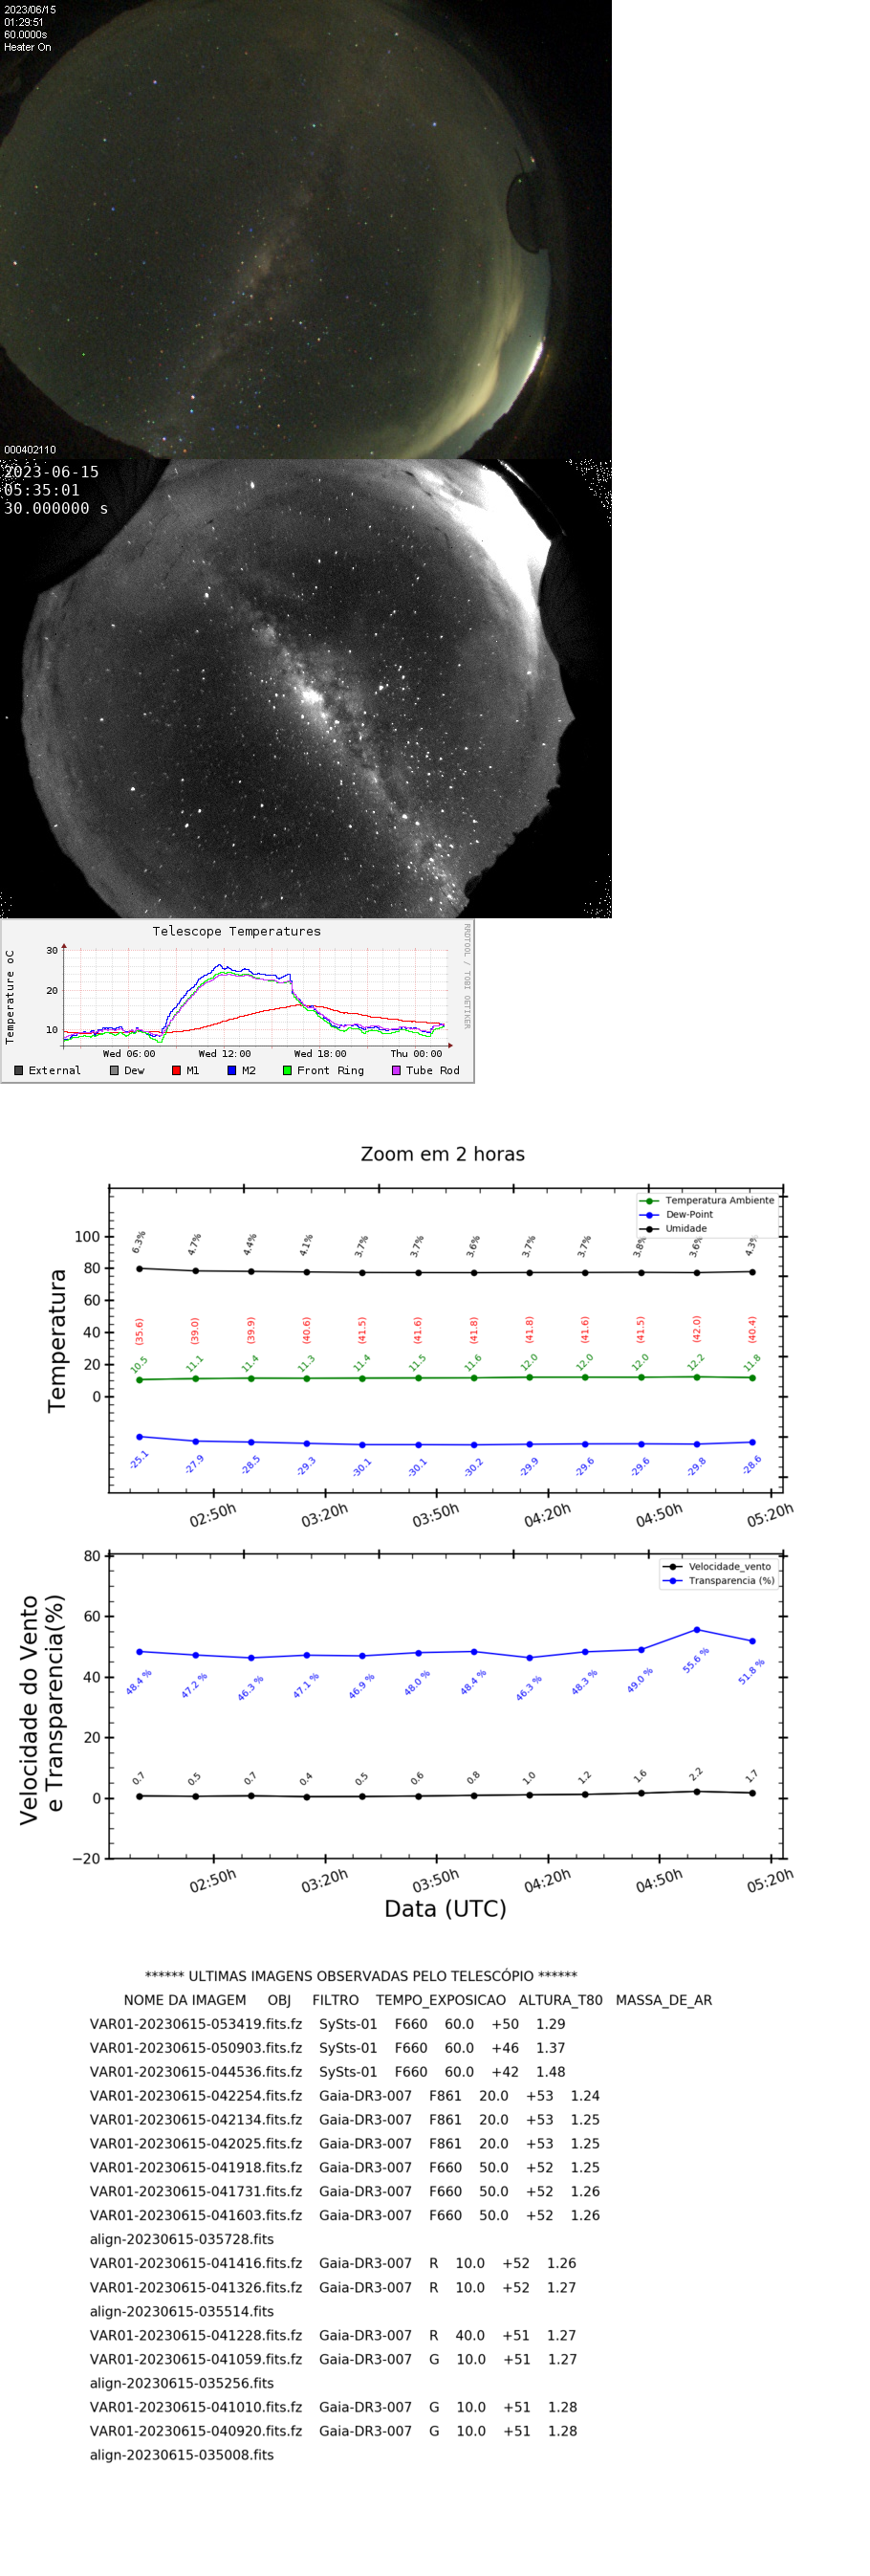 2023/06/15
01:29:51
60.0000s
Heater On
000402110
2023-06-15
05:35:01
30.000000 s
Telescope Temperatures
RRDTOOL / TOBI OETIKER
Temperature oC
30
20
10
Wed 06:00 Wed 12:00 Wed 18:00 Thu 00:00
External Dew M1 M2 Front Ring Tube Rod
Zoom em 2 horas
Temperatura Ambiente
Dew-Point
Umidade
Temperatura
100
80
60
40
20
0
6.3% 4.7% 4.4% 4.1% 3.7% 3.7% 3.6% 3.7% 3.7% 3.8% 3.6% 4.3%
(35.6) (39.0) (39.9) (40.6) (41.5) (41.6) (41.8) (41.8) (41.6) (41.5) (42.0) (40.4)
10.5 11.1 11.4 11.3 11.4 11.5 11.6 12.0 12.0 12.0 12.2 11.8
-25.1 -27.9 -28.5 -29.3 -30.1 -30.1 -30.2 -29.9 -29.6 -29.6 -29.8 -28.6
02:50h 03:20h 03:50h 04:20h 04:50h 05:20h
Velocidade_vento
Transparencia (%)
Velocidade do Vento
e Transparencia(%)
80
60
40
20
0
−20
48.4 % 47.2 % 46.3 % 47.1 % 46.9 % 48.0 % 48.4 % 46.3 % 48.3 % 49.0 % 55.6 % 51.8 %
0.7 0.5 0.7 0.4 0.5 0.6 0.8 1.0 1.2 1.6 2.2 1.7
02:50h 03:20h 03:50h 04:20h 04:50h 05:20h
Data (UTC)
****** ULTIMAS IMAGENS OBSERVADAS PELO TELESCÓPIO ******
NOME DA IMAGEM OBJ FILTRO TEMPO_EXPOSICAO ALTURA_T80 MASSA_DE_AR
VAR01-20230615-053419.fits.fz SySts-01 F660 60.0 +50 1.29
VAR01-20230615-050903.fits.fz SySts-01 F660 60.0 +46 1.37
VAR01-20230615-044536.fits.fz SySts-01 F660 60.0 +42 1.48
VAR01-20230615-042254.fits.fz Gaia-DR3-007 F861 20.0 +53 1.24
VAR01-20230615-042134.fits.fz Gaia-DR3-007 F861 20.0 +53 1.25
VAR01-20230615-042025.fits.fz Gaia-DR3-007 F861 20.0 +53 1.25
VAR01-20230615-041918.fits.fz Gaia-DR3-007 F660 50.0 +52 1.25
VAR01-20230615-041731.fits.fz Gaia-DR3-007 F660 50.0 +52 1.26
VAR01-20230615-041603.fits.fz Gaia-DR3-007 F660 50.0 +52 1.26
align-20230615-035728.fits
VAR01-20230615-041416.fits.fz Gaia-DR3-007 R 10.0 +52 1.26
VAR01-20230615-041326.fits.fz Gaia-DR3-007 R 10.0 +52 1.27
align-20230615-035514.fits
VAR01-20230615-041228.fits.fz Gaia-DR3-007 R 40.0 +51 1.27
VAR01-20230615-041059.fits.fz Gaia-DR3-007 G 10.0 +51 1.27
align-20230615-035256.fits
VAR01-20230615-041010.fits.fz Gaia-DR3-007 G 10.0 +51 1.28
VAR01-20230615-040920.fits.fz Gaia-DR3-007 G 10.0 +51 1.28
align-20230615-035008.fits